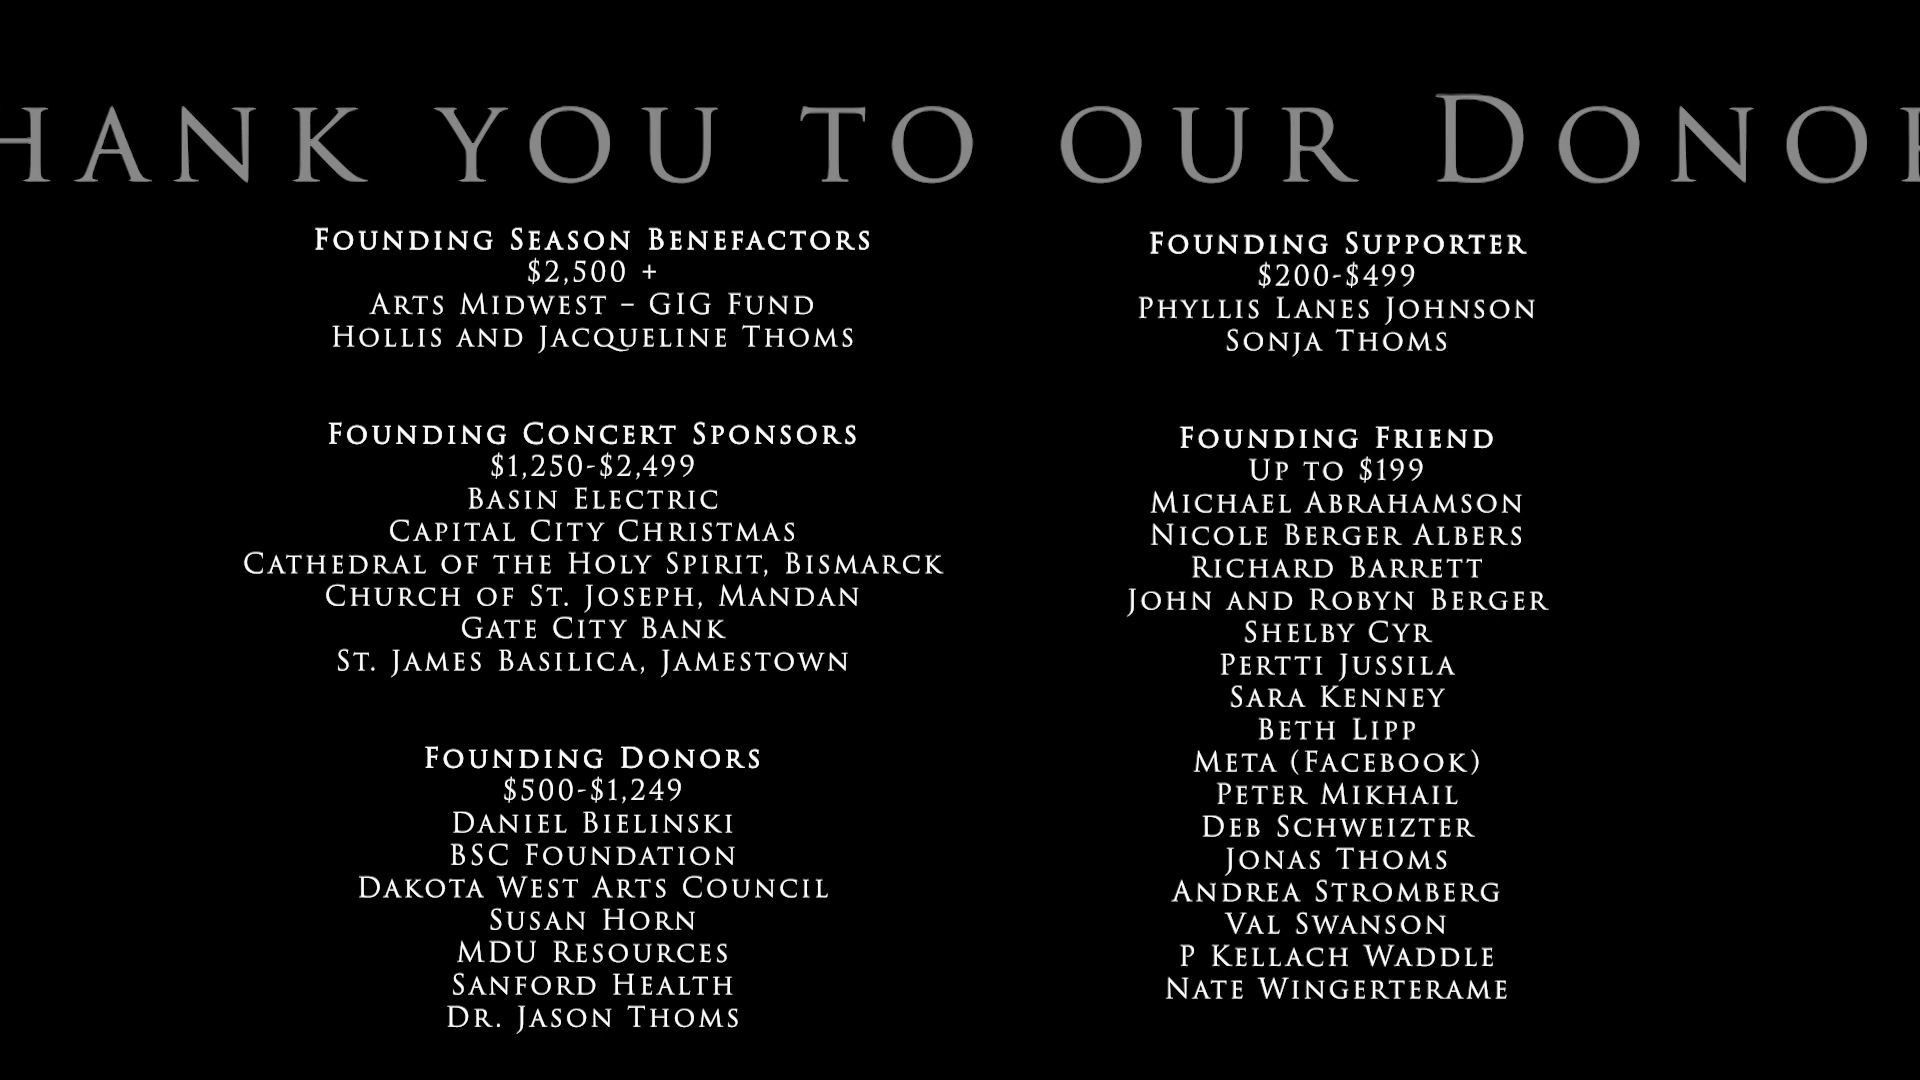 HANK YOU TO OUR DONOR
FOUNDING SEASON BENEFACTORS
$2,500 +
ARTS MIDWEST – GIG FUND
HOLLIS AND JACQUELINE THOMS
FOUNDING CONCERT SPONSORS
$1,250-$2,499
BASIN ELECTRIC
CAPITAL CITY CHRISTMAS
CATHEDRAL OF THE HOLY SPIRIT, BISMARCK
CHURCH OF ST. JOSEPH, MANDAN
GATE CITY BANK
ST. JAMES BASILICA, JAMESTOWN
FOUNDING DONORS
$500-$1,249
DANIEL BIELINSKI
BSC FOUNDATION
DAKOTA WEST ARTS COUNCIL
SUSAN HORN
MDU RESOURCES
SANFORD HEALTH
DR. JASON THOMS
FOUNDING SUPPORTER
$200-$499
PHYLLIS LANES JOHNSON
SONJA THOMS
FOUNDING FRIEND
UP TO $199
MICHAEL ABRAHAMSON
NICOLE BERGER ALBERS
RICHARD BARRETT
JOHN AND ROBYN BERGER
SHELBY CYR
PERTTI JUSSILA
SARA KENNEY
BETH LIPP
META (FACEBOOK)
PETER MIKHAIL
DEB SCHWEIZTER
JONAS THOMS
ANDREA STROMBERG
VAL SWANSON
P KELLACH WADDLE
NATE WINGERTERAME